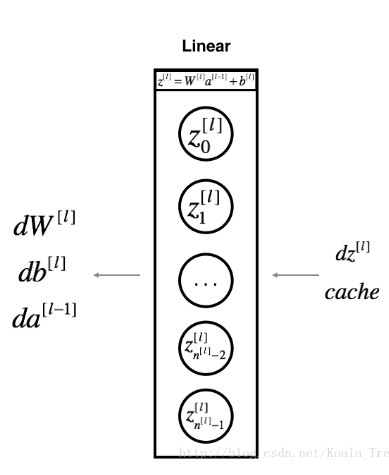 Linear
z^[l] = W^[l] a^[l-1] + b^[l]
z_0^[l]
z_1^[l]
...
z_{n^[l]-2}^[l]
z_{n^[l]-1}^[l]
dW^[l]
db^[l]
da^[l-1]
dz^[l]
cache
http://blog.csdn.net/Koala_Tre